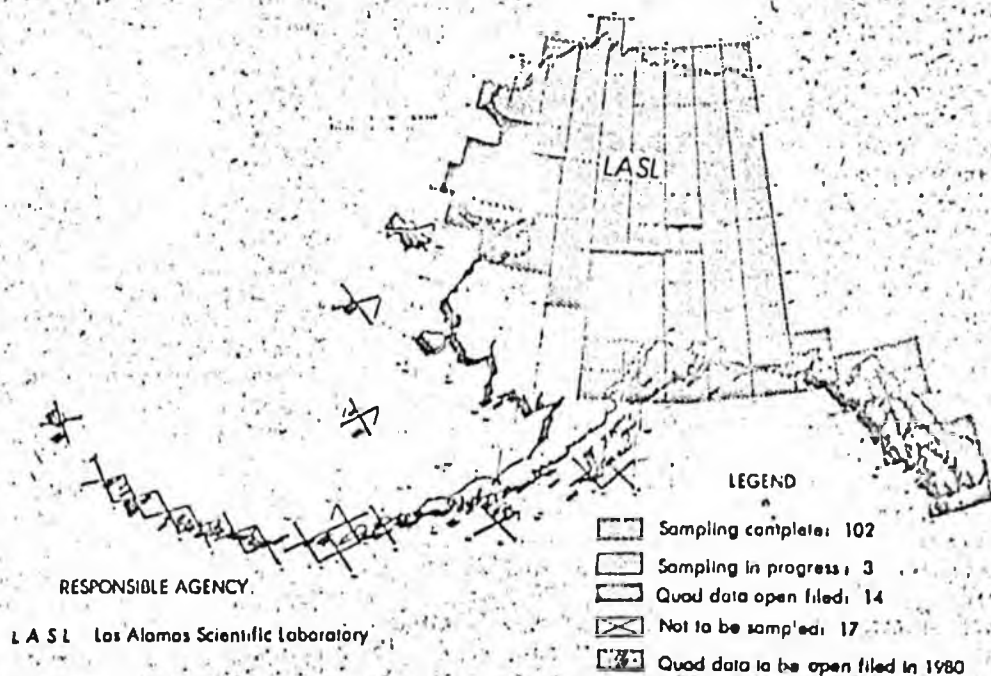 LASL
LEGEND
Sampling complete: 102
Sampling in progress: 3
Quad data open filed: 14
Not to be sampled: 17
Quad data to be open filed in 1980
RESPONSIBLE AGENCY.
LASL Los Alamos Scientific Laboratory